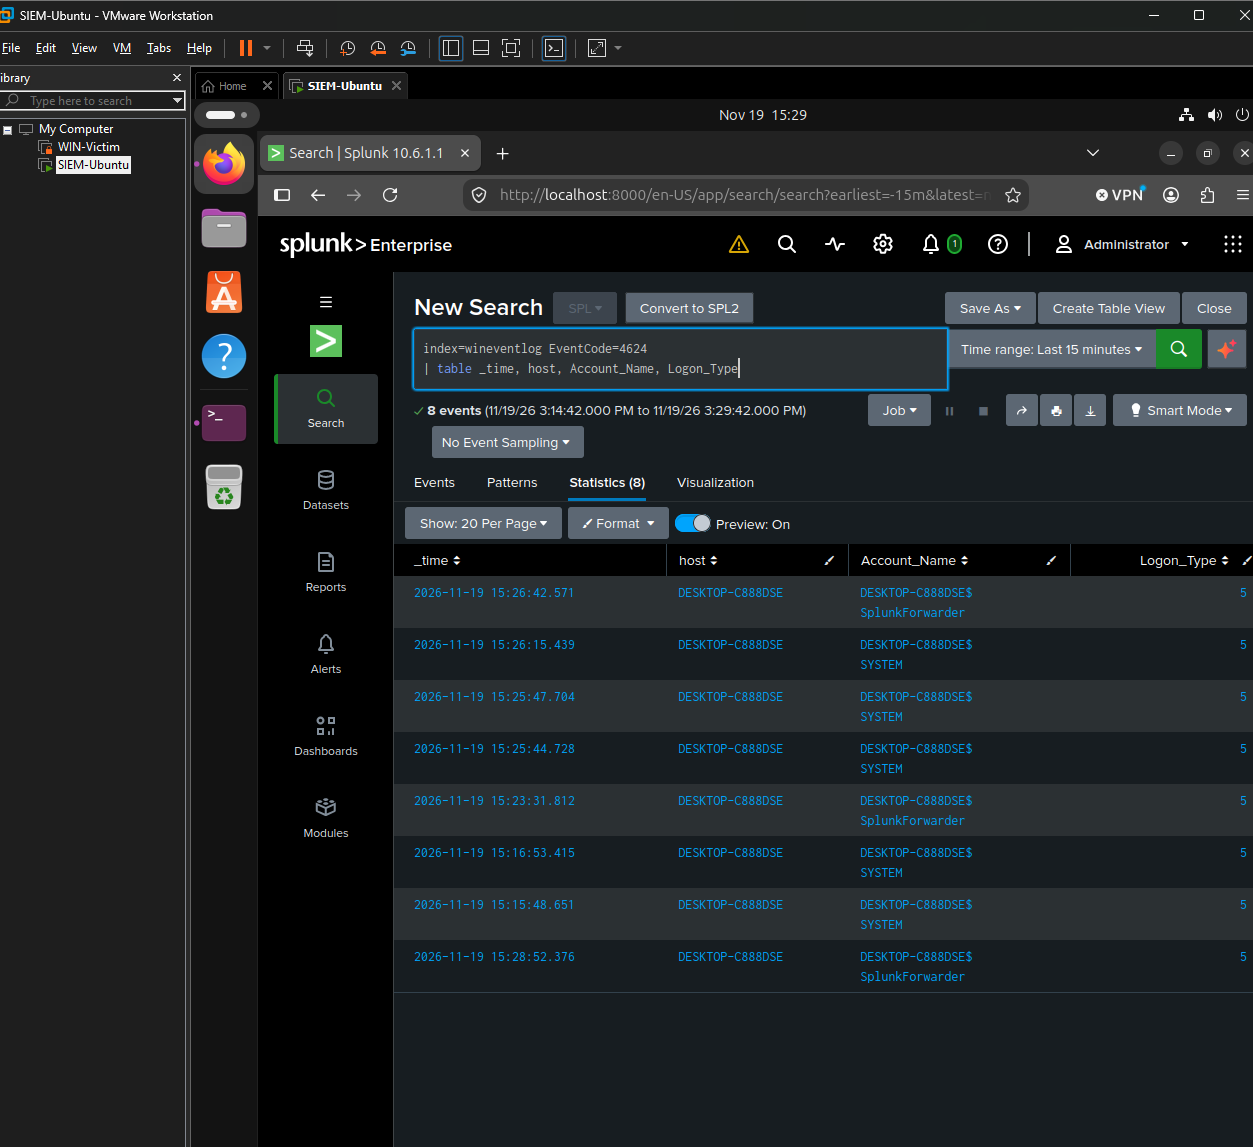 SIEM-Ubuntu - VMware Workstation
File Edit View VM Tabs Help
ibrary
Type here to search
My Computer
WIN-Victim
SIEM-Ubuntu
Home
SIEM-Ubuntu
Nov 19 15:29
Search | Splunk 10.6.1.1
http://localhost:8000/en-US/app/search/search?earliest=-15m&latest=n
VPN
splunk> Enterprise
1
Administrator
New Search
SPL
Convert to SPL2
Save As
Create Table View
Close
index=wineventlog EventCode=4624
| table _time, host, Account_Name, Logon_Type
Time range: Last 15 minutes
8 events (11/19/26 3:14:42.000 PM to 11/19/26 3:29:42.000 PM)
Job
Smart Mode
No Event Sampling
Search
Datasets
Reports
Alerts
Dashboards
Modules
Events Patterns Statistics (8) Visualization
Show: 20 Per Page
Format
Preview: On
_time host Account_Name Logon_Type
2026-11-19 15:26:42.571 DESKTOP-C888DSE DESKTOP-C888DSE$ 5
SplunkForwarder
2026-11-19 15:26:15.439 DESKTOP-C888DSE DESKTOP-C888DSE$ 5
SYSTEM
2026-11-19 15:25:47.704 DESKTOP-C888DSE DESKTOP-C888DSE$ 5
SYSTEM
2026-11-19 15:25:44.728 DESKTOP-C888DSE DESKTOP-C888DSE$ 5
SYSTEM
2026-11-19 15:23:31.812 DESKTOP-C888DSE DESKTOP-C888DSE$ 5
SplunkForwarder
2026-11-19 15:16:53.415 DESKTOP-C888DSE DESKTOP-C888DSE$ 5
SYSTEM
2026-11-19 15:15:48.651 DESKTOP-C888DSE DESKTOP-C888DSE$ 5
SYSTEM
2026-11-19 15:28:52.376 DESKTOP-C888DSE DESKTOP-C888DSE$ 5
SplunkForwarder